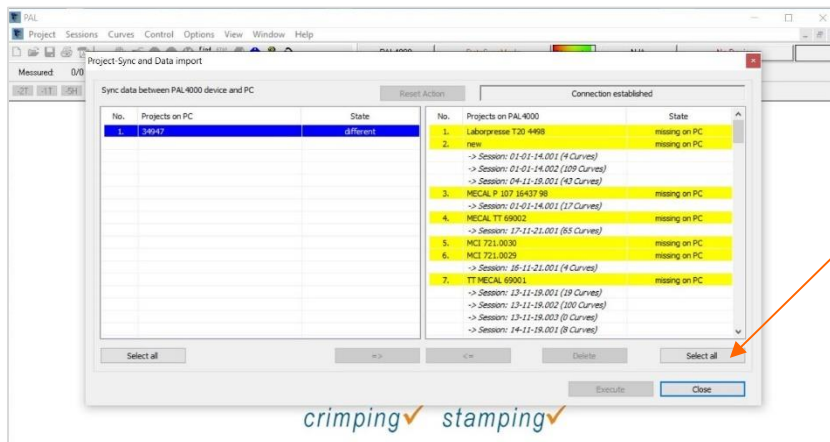 PAL
Project Sessions Curves Control Options View Window Help
Messured: 0/0
-2T -1T -5H
Project-Sync and Data import
Sync data between PAL4000 device and PC
Reset Action
Connection established
No. Projects on PC State
1. 34947 different
No. Projects on PAL4000 State
1. Laborpresse T20 4498 missing on PC
2. new missing on PC
-> Session: 01-01-14.001 (4 Curves)
-> Session: 01-01-14.002 (109 Curves)
-> Session: 04-11-19.001 (43 Curves)
3. MECAL P 107 16437 98 missing on PC
-> Session: 01-01-14.001 (17 Curves)
4. MECAL TT 69002 missing on PC
-> Session: 17-11-21.001 (65 Curves)
5. MCI 721.0030 missing on PC
6. MCI 721.0029 missing on PC
-> Session: 16-11-21.001 (4 Curves)
7. TT MECAL 69001 missing on PC
-> Session: 13-11-19.001 (19 Curves)
-> Session: 13-11-19.002 (100 Curves)
-> Session: 13-11-19.003 (0 Curves)
-> Session: 14-11-19.001 (8 Curves)
Select all => <= Delete Select all
Execute Close
crimping✓ stamping✓